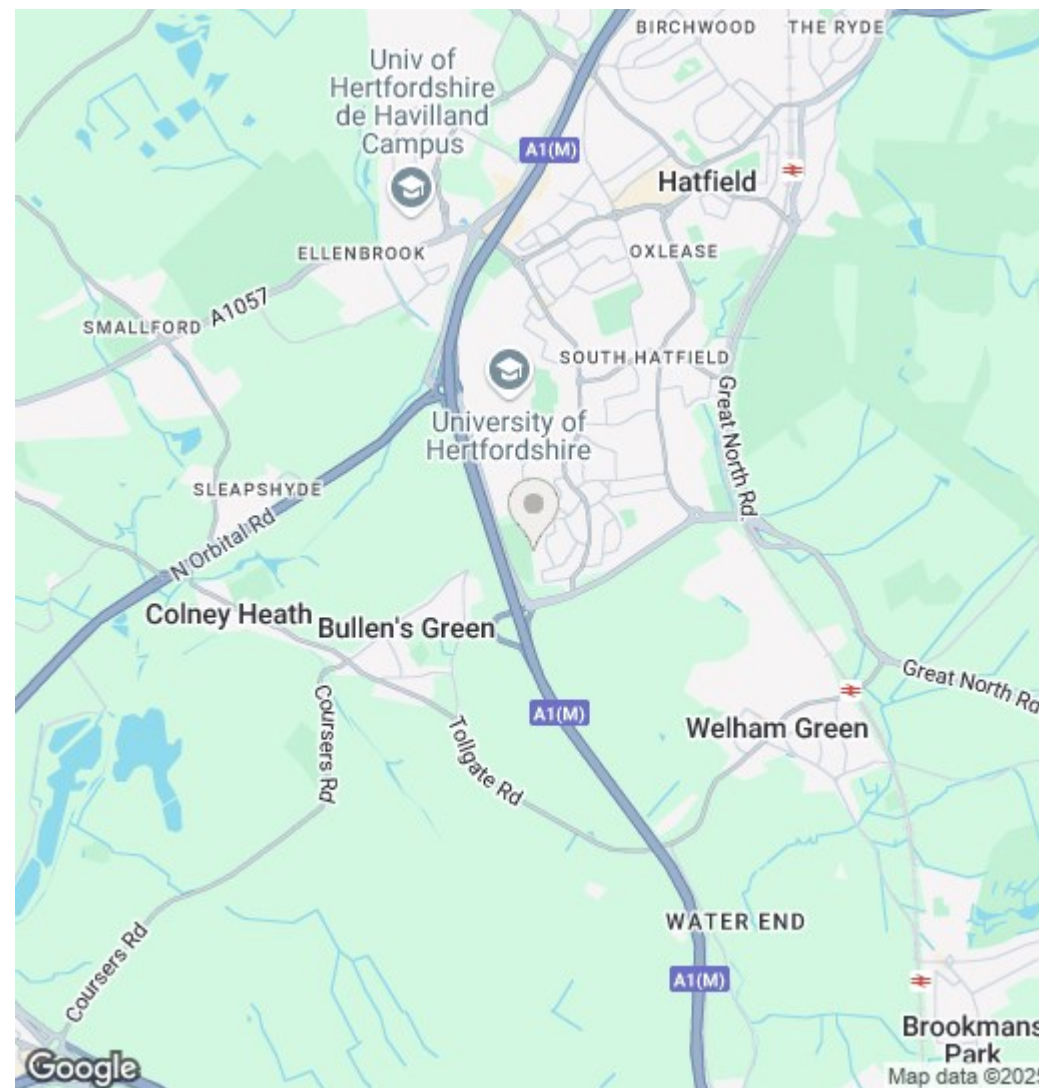 BIRCHWOOD
THE RYDE
Univ of
Hertfordshire
de Havilland
Campus
A1(M)
Hatfield
ELLENBROOK
OXLEASE
A1057
SMALLFORD
SOUTH HATFIELD
University of
Hertfordshire
Great North Rd.
SLEAPSHYDE
N Orbital Rd
Colney Heath
Bullen's Green
Great North Rd
Coursers Rd
Tollgate Rd
A1(M)
Welham Green
WATER END
Coursers Rd
A1(M)
Brookmans
Park
Google
Map data ©2025